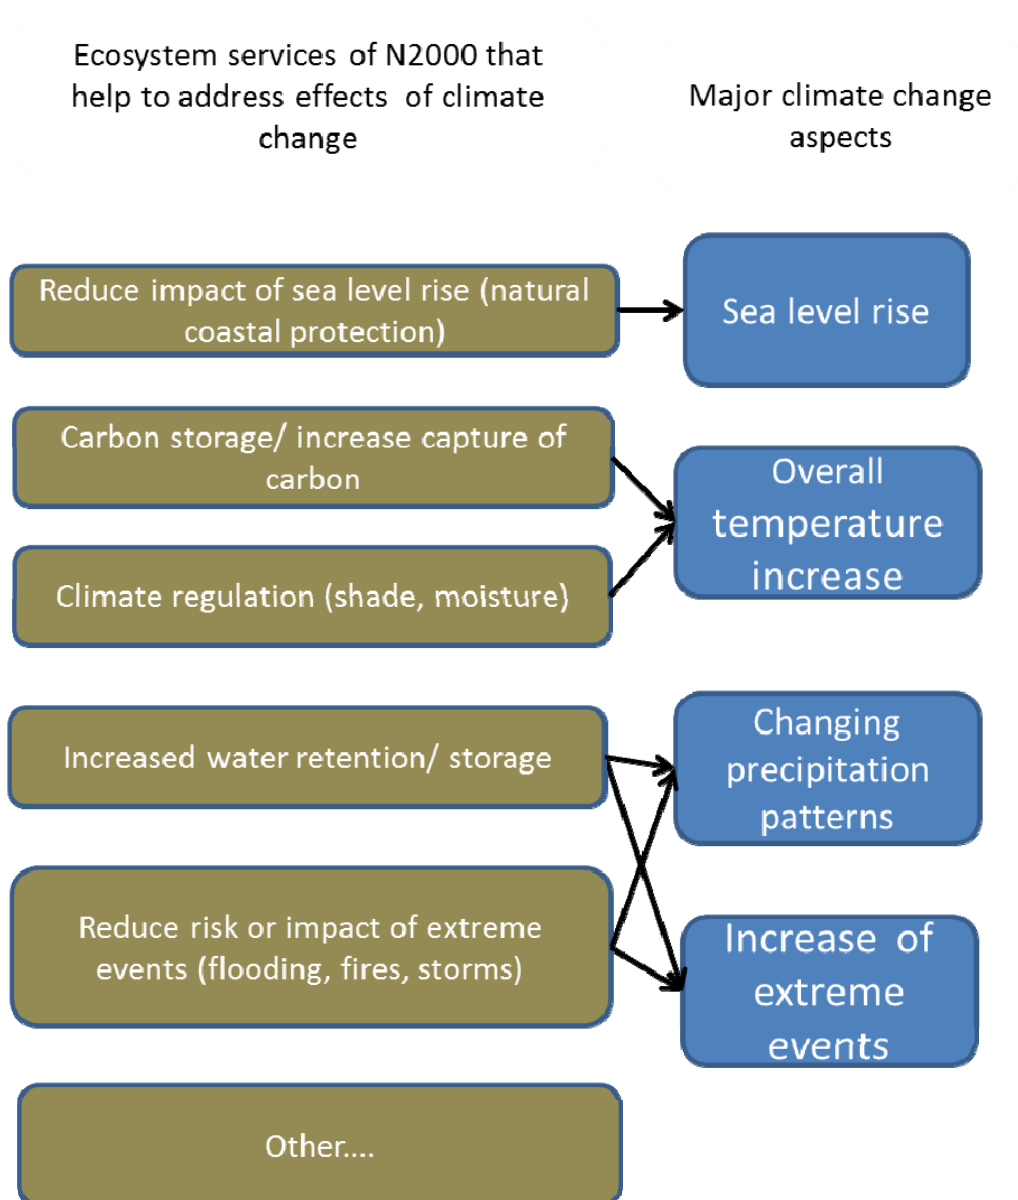 Ecosystem services of N2000 that
help to address effects of climate
change
Major climate change
aspects
Reduce impact of sea level rise (natural
coastal protection)
Sea level rise
Carbon storage/ increase capture of
carbon
Overall
temperature
increase
Climate regulation (shade, moisture)
Increased water retention/ storage
Changing
precipitation
patterns
Reduce risk or impact of extreme
events (flooding, fires, storms)
Increase of
extreme
events
Other....